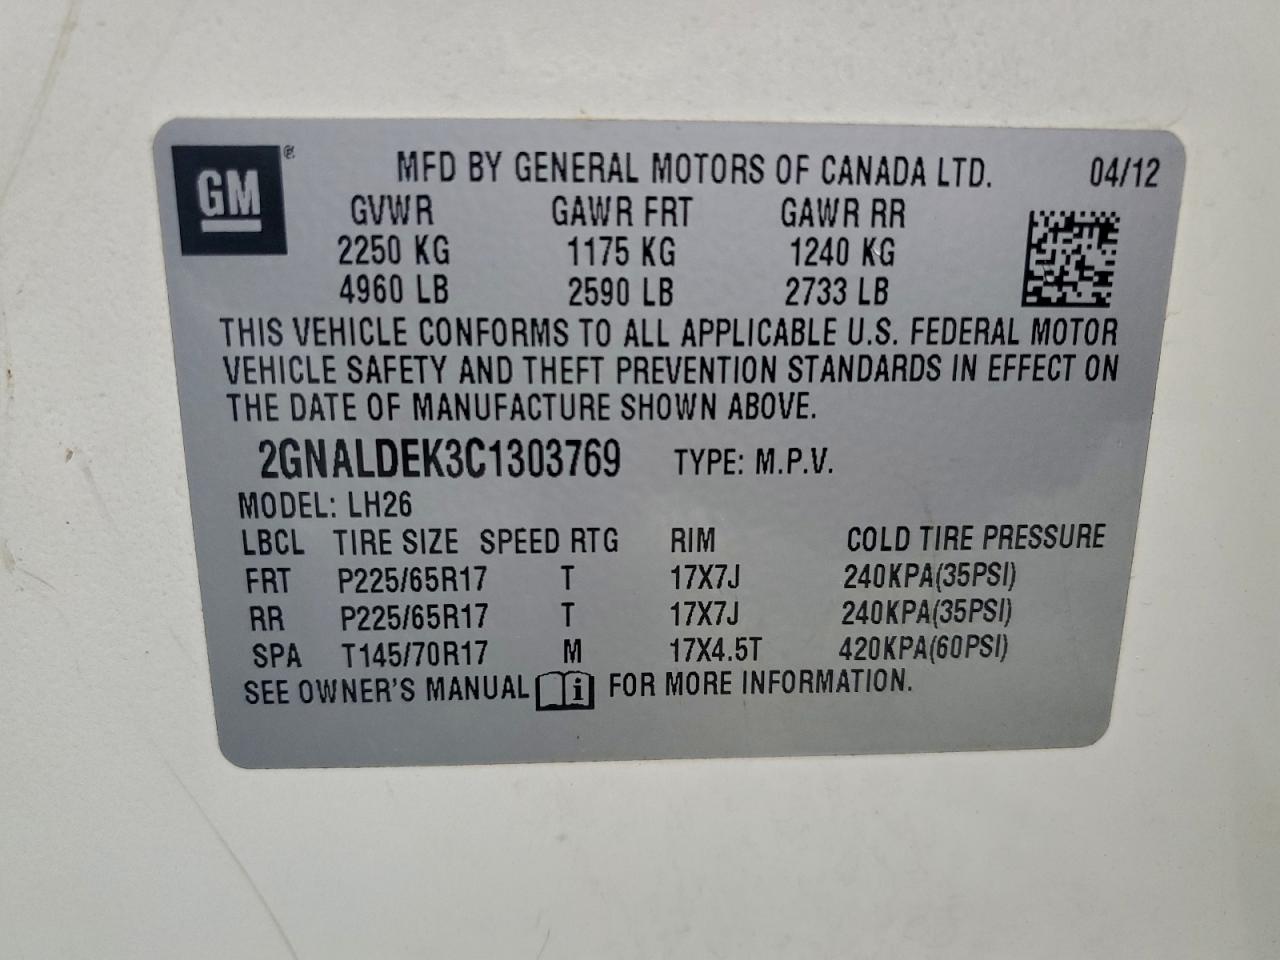 GM
MFD BY GENERAL MOTORS OF CANADA LTD. 04/12
GVWR GAWR FRT GAWR RR
2250 KG 1175 KG 1240 KG
4960 LB 2590 LB 2733 LB
THIS VEHICLE CONFORMS TO ALL APPLICABLE U.S. FEDERAL MOTOR
VEHICLE SAFETY AND THEFT PREVENTION STANDARDS IN EFFECT ON
THE DATE OF MANUFACTURE SHOWN ABOVE.
2GNALDEK3C1303769 TYPE: M.P.V.
MODEL: LH26
LBCL TIRE SIZE SPEED RTG RIM COLD TIRE PRESSURE
FRT P225/65R17 T 17X7J 240KPA(35PSI)
RR P225/65R17 T 17X7J 240KPA(35PSI)
SPA T145/70R17 M 17X4.5T 420KPA(60PSI)
SEE OWNER'S MANUAL i FOR MORE INFORMATION.